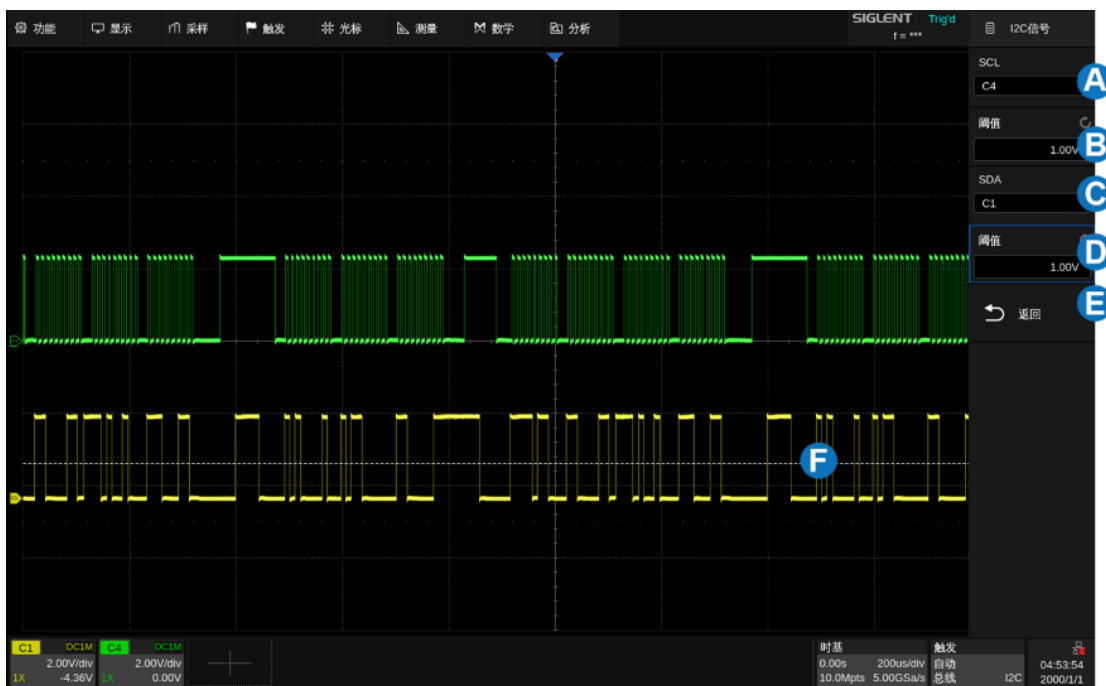 功能 显示 采样 触发 光标 测量 数学 分析
SIGLENT Trig'd
f = ***
I2C信号
SCL
C4
A
阈值
1.00V
B
SDA
C1
C
阈值
1.00V
D
返回
E
F
C1 DC1M
2.00V/div
1X -4.36V
C4 DC1M
2.00V/div
1X 0.00V
时基
0.00s 200us/div
10.0Mpts 5.00GSa/s
触发
自动
总线 I2C
04:53:54
2000/1/1